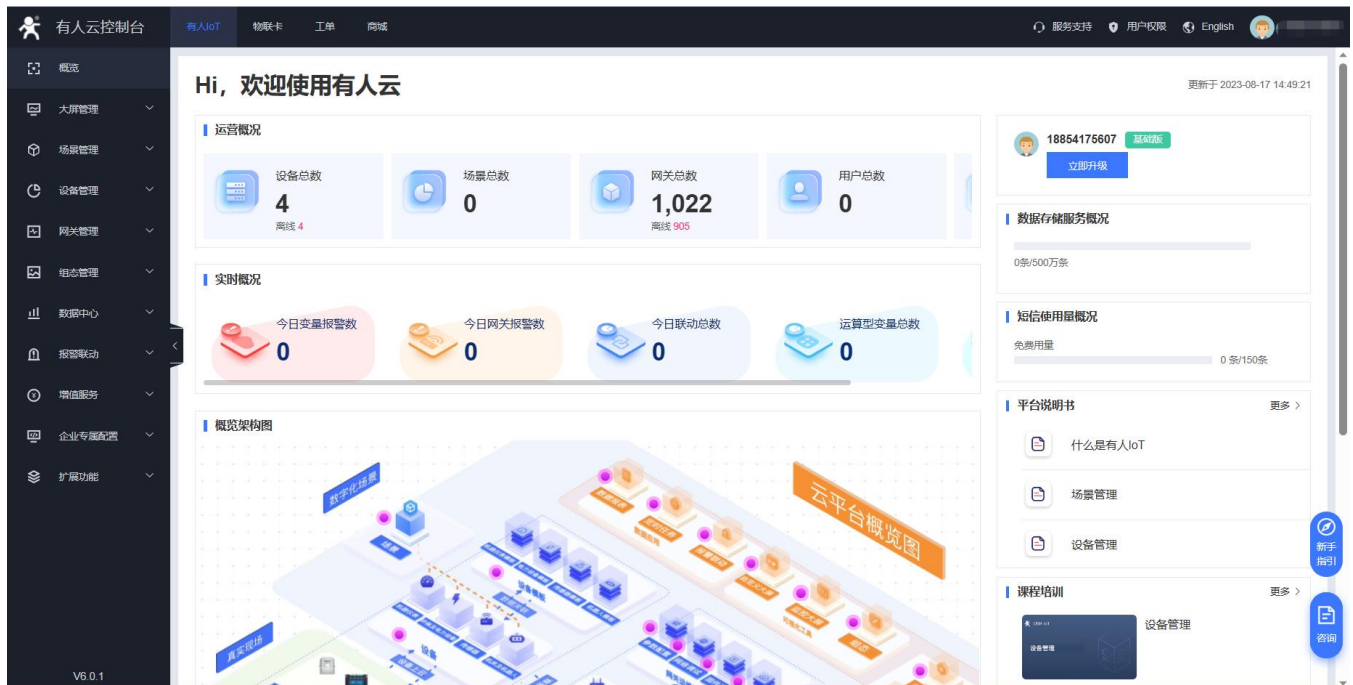 有人云控制台
有人IoT
物联卡
工单
商城
服务支持
用户权限
English
概览
大屏管理
场景管理
设备管理
网关管理
组态管理
数据中心
报警联动
增值服务
企业专属配置
扩展功能
V6.0.1
Hi，欢迎使用有人云
更新于 2023-08-17 14:49:21
运营概况
设备总数
4
离线 4
场景总数
0
网关总数
1,022
离线 905
用户总数
0
实时概况
今日变量报警数
0
今日网关报警数
0
今日联动总数
0
运算型变量总数
0
概览架构图
数字化场景
云平台概览图
场景
设备模板
设备
真实现场
18854175607
基础版
立即升级
数据存储服务概况
0条/500万条
短信使用量概况
免费用量
0 条/150条
平台说明书
更多
什么是有人IoT
场景管理
设备管理
课程培训
更多
设备管理
设备管理
新手
指引
咨询